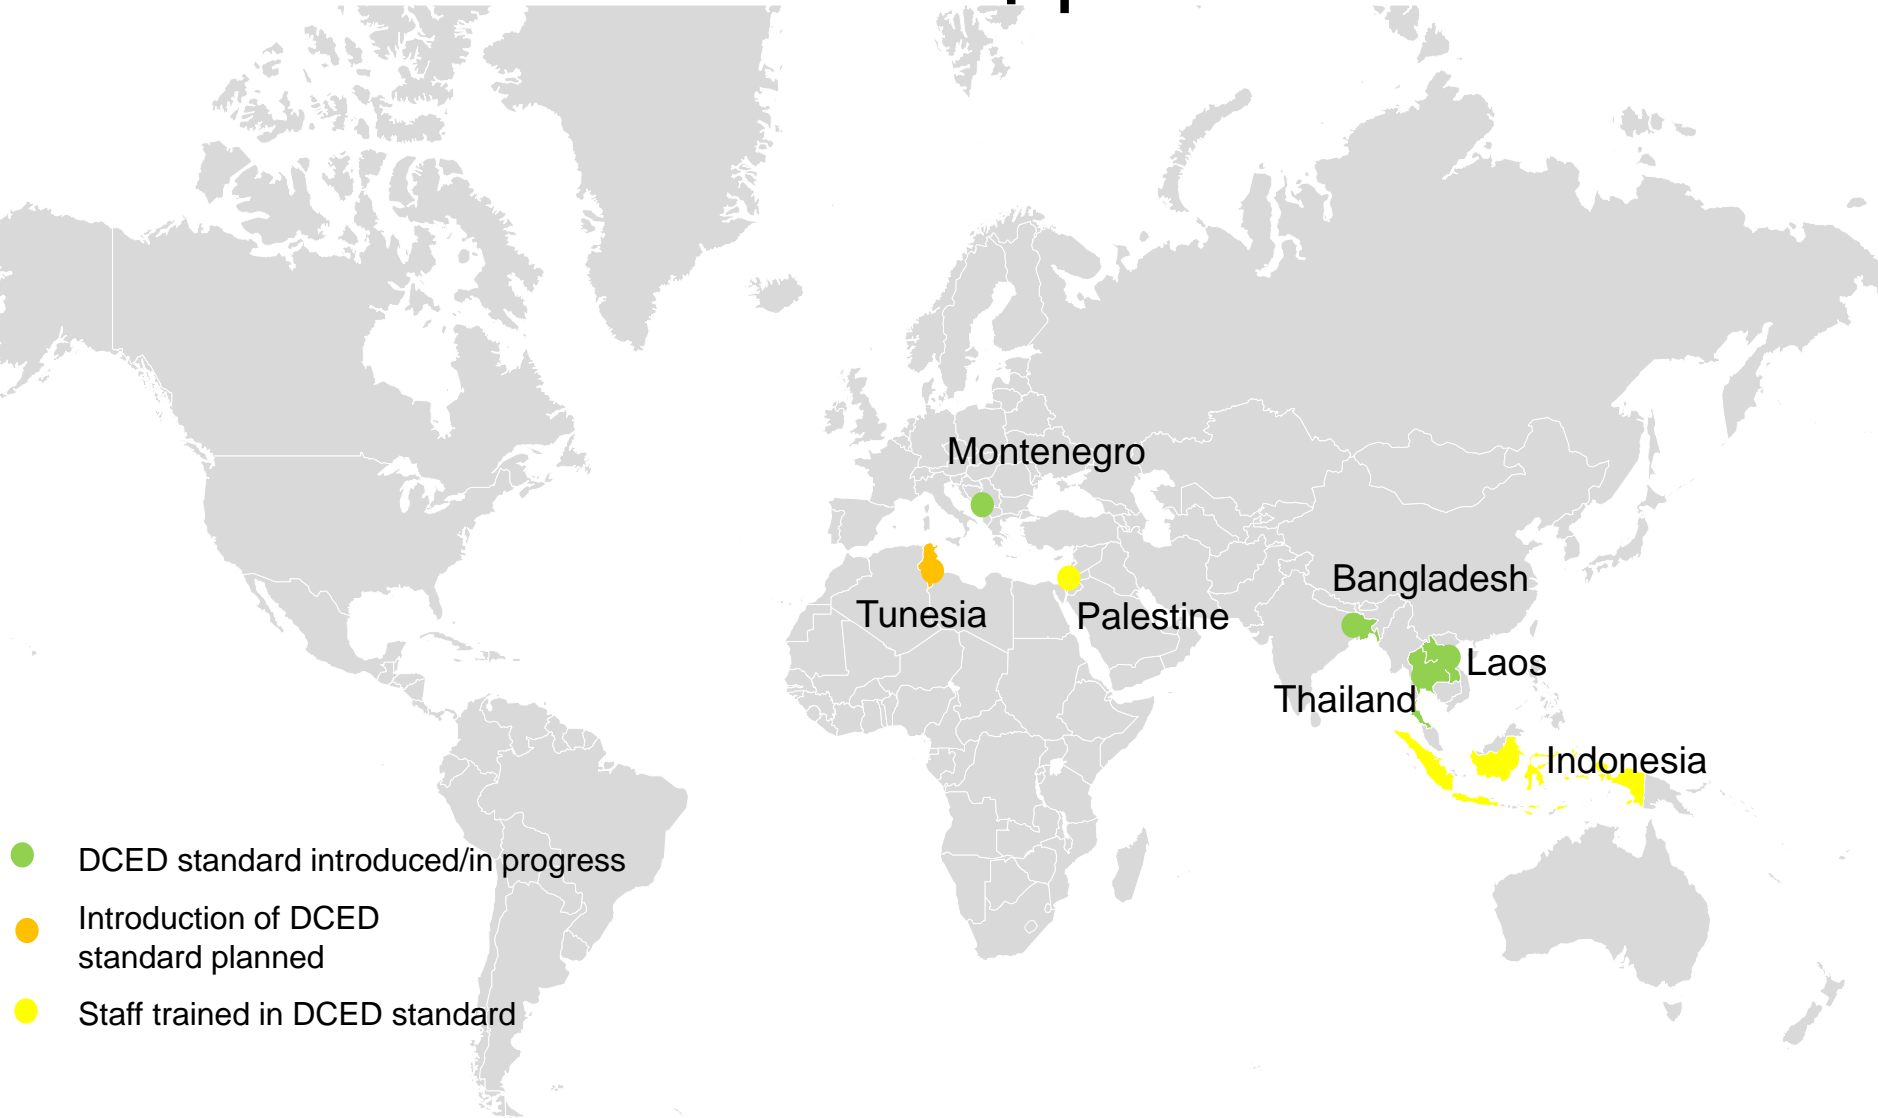 Montenegro
Bangladesh
Tunesia
Palestine
Laos
Thailand
Indonesia
DCED standard introduced/in progress
Introduction of DCED
standard planned
Staff trained in DCED standard